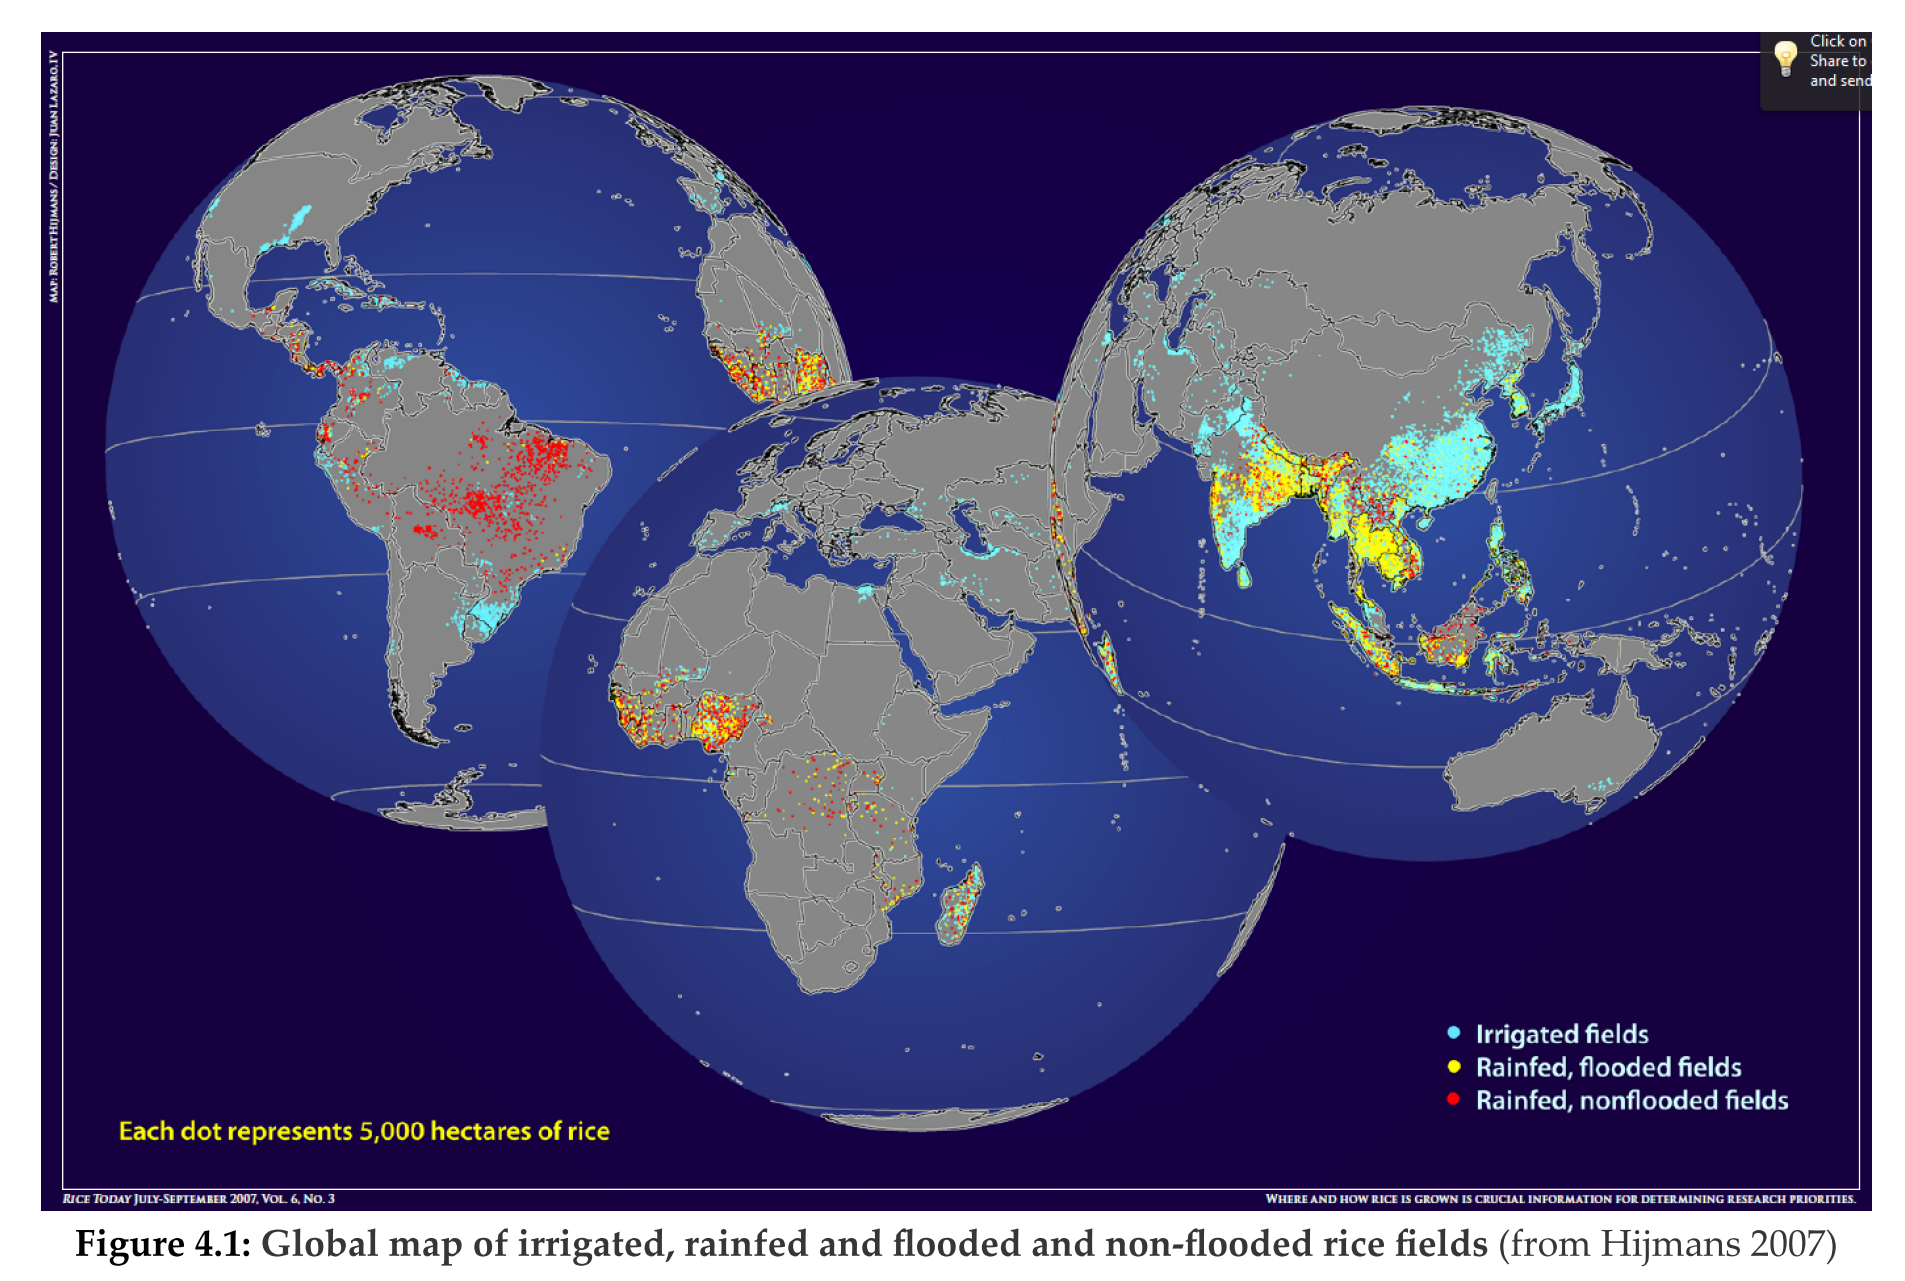 Click on
Share to
and send
MAP: ROBERT HIJMANS / DESIGN: JUAN LAZARO, IV
Irrigated fields
Rainfed, flooded fields
Rainfed, nonflooded fields
Each dot represents 5,000 hectares of rice
RICE TODAY JULY-SEPTEMBER 2007, VOL. 6, NO. 3
WHERE AND HOW RICE IS GROWN IS CRUCIAL INFORMATION FOR DETERMINING RESEARCH PRIORITIES.
Figure 4.1: Global map of irrigated, rainfed and flooded and non-flooded rice fields (from Hijmans 2007)